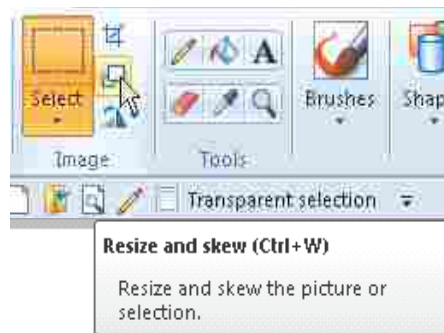 A
Select
Brushes
Shap
Image
Tools
Transparent selection
Resize and skew (Ctrl+W)
Resize and skew the picture or
selection.